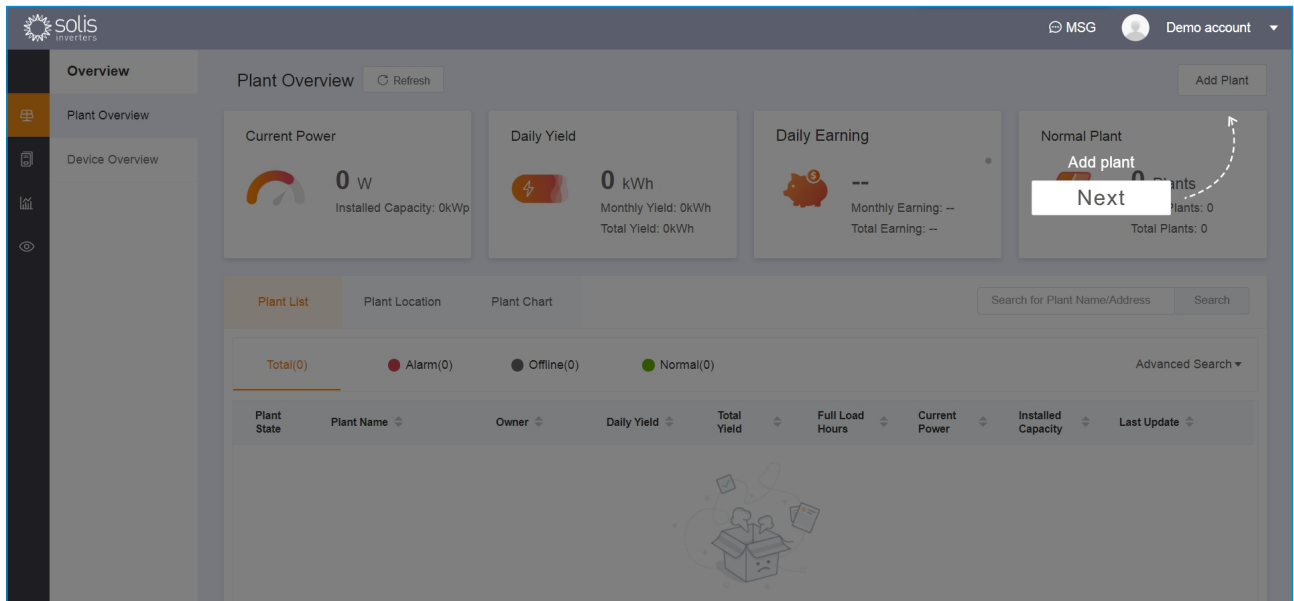 solis
inverters
MSG
Demo account
Overview
Plant Overview
Device Overview
Plant Overview
Refresh
Add Plant
Current Power
0 W
Installed Capacity: 0kWp
Daily Yield
0 kWh
Monthly Yield: 0kWh
Total Yield: 0kWh
Daily Earning
--
Monthly Earning: --
Total Earning: --
Normal Plant
Add plant
0 Plants
Next
Plants: 0
Total Plants: 0
Plant List
Plant Location
Plant Chart
Search for Plant Name/Address
Search
Total(0)
Alarm(0)
Offline(0)
Normal(0)
Advanced Search
Plant
State
Plant Name
Owner
Daily Yield
Total
Yield
Full Load
Hours
Current
Power
Installed
Capacity
Last Update